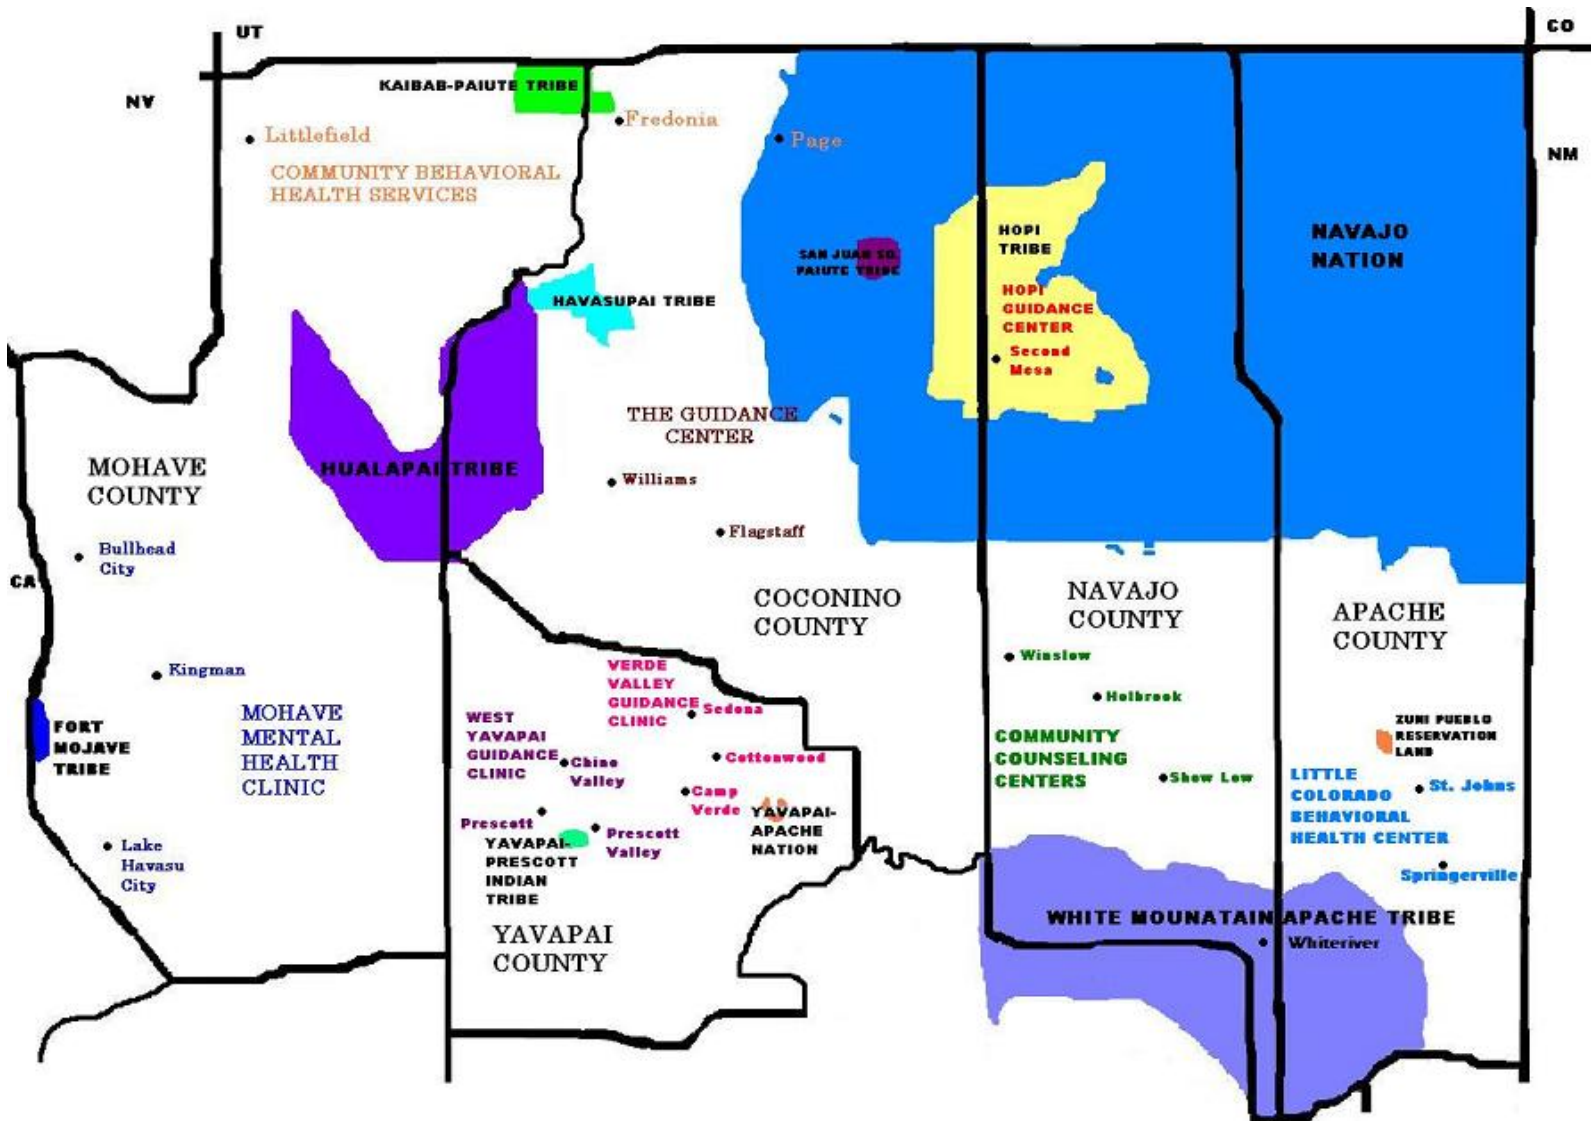 UT
CO
NV
NM
KAIBAB-PAIUTE TRIBE
Fredonia
Littlefield
Page
COMMUNITY BEHAVIORAL
HEALTH SERVICES
HOPI
TRIBE
NAVAJO
NATION
SAN JUAN SO.
PAIUTE TRIBE
HAVASUPAI TRIBE
HOPI
GUIDANCE
CENTER
Second
Mesa
THE GUIDANCE
CENTER
MOHAVE
COUNTY
HUALAPAI TRIBE
Williams
Flagstaff
Bullhead
City
CA
COCONINO
COUNTY
NAVAJO
COUNTY
APACHE
COUNTY
Winslow
Kingman
VERDE
VALLEY
GUIDANCE
CLINIC
Sedona
Holbrook
MOHAVE
MENTAL
HEALTH
CLINIC
FORT
MOJAVE
TRIBE
WEST
YAVAPAI
GUIDANCE
CLINIC
ZUNI PUEBLO
RESERVATION
LAND
COMMUNITY
COUNSELING
CENTERS
Cottonwood
Chino
Valley
Show Low
LITTLE
COLORADO
BEHAVIORAL
HEALTH CENTER
St. Johns
Camp
Verde
Prescott
Prescott
Valley
YAVAPAI-
APACHE
NATION
YAVAPAI-
PRESCOTT
INDIAN
TRIBE
Lake
Havasu
City
Springerville
WHITE MOUNATAIN APACHE TRIBE
Whiteriver
YAVAPAI
COUNTY